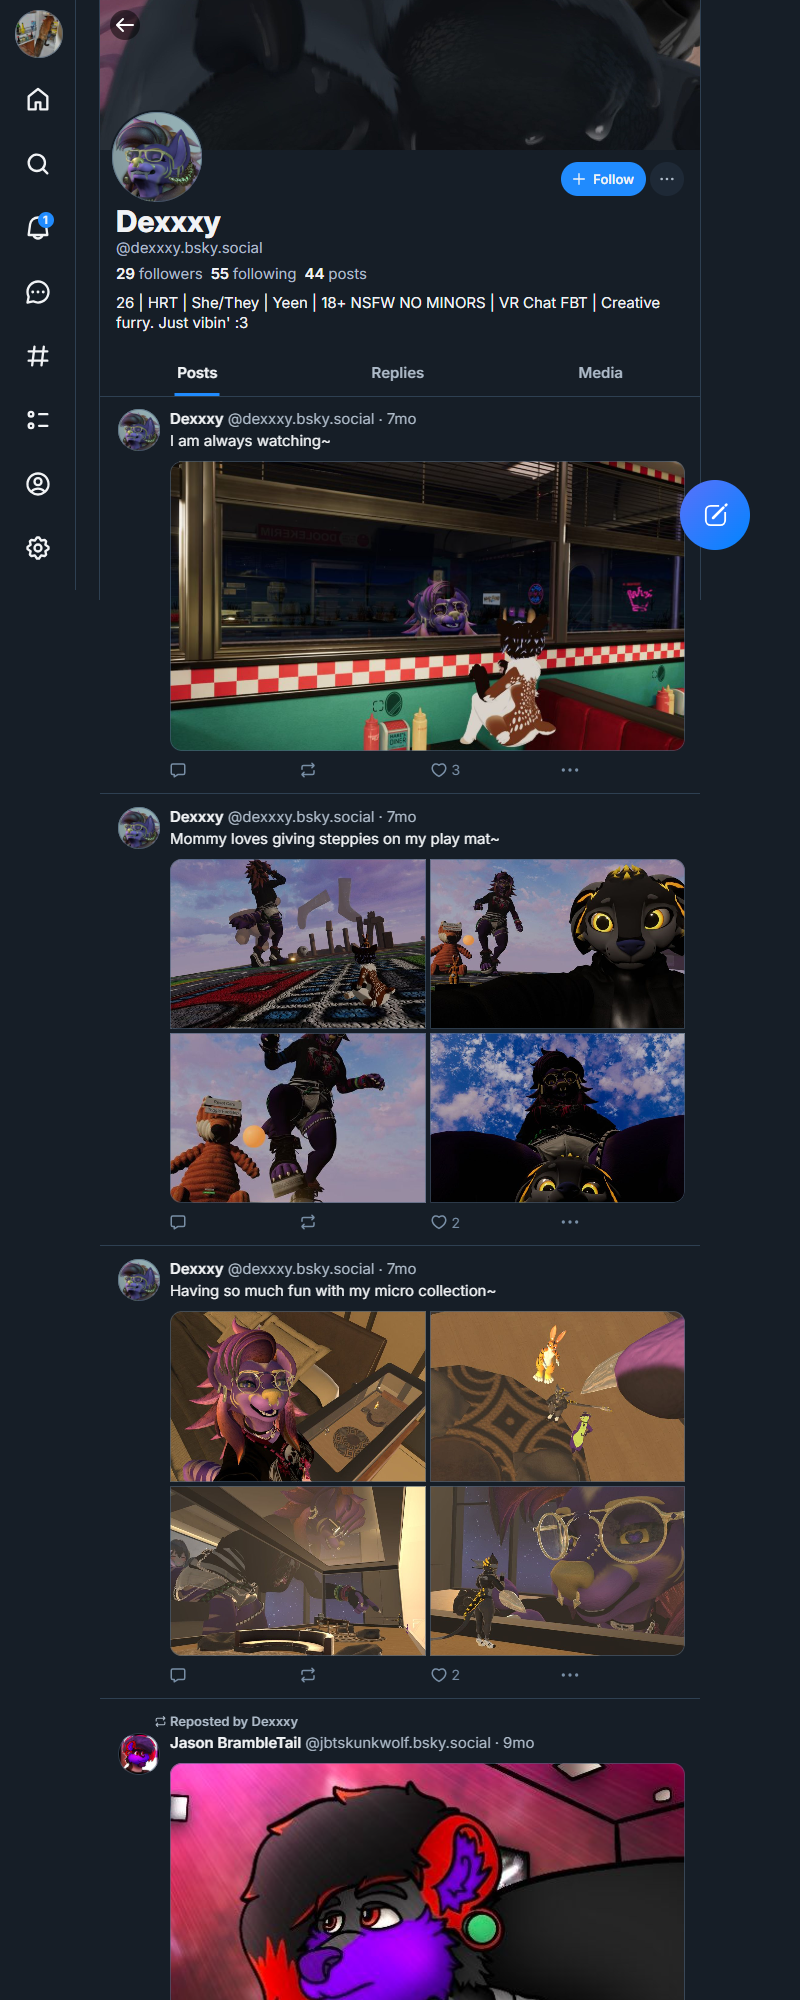 1
Follow
Dexxxy
@dexxxy.bsky.social
29 followers 55 following 44 posts
26 | HRT | She/They | Yeen | 18+ NSFW NO MINORS | VR Chat FBT | Creative
furry. Just vibin' :3
Posts Replies Media
Dexxxy @dexxxy.bsky.social · 7mo
I am always watching~
3
Dexxxy @dexxxy.bsky.social · 7mo
Mommy loves giving steppies on my play mat~
2
Dexxxy @dexxxy.bsky.social · 7mo
Having so much fun with my micro collection~
2
Reposted by Dexxxy
Jason BrambleTail @jbtskunkwolf.bsky.social · 9mo